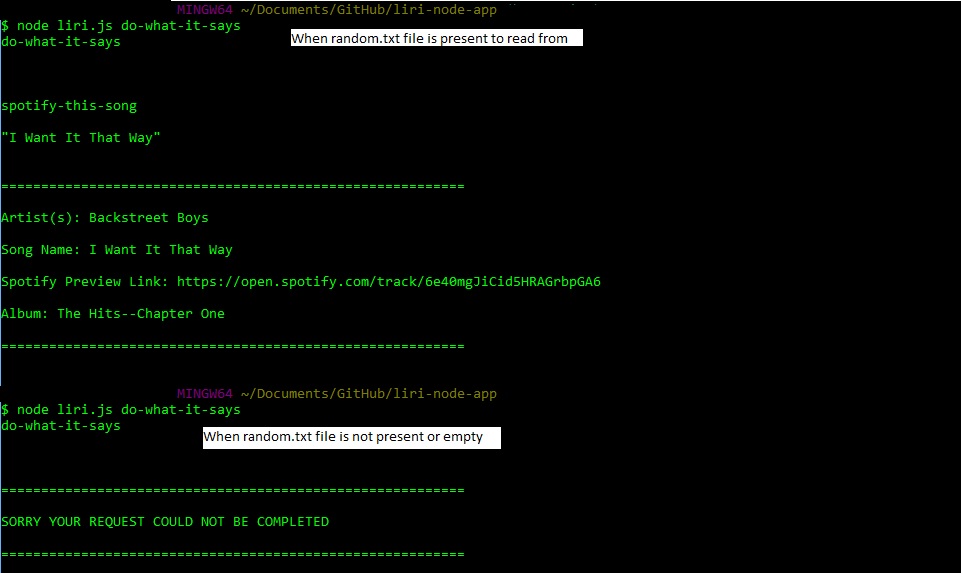 MINGW64 ~/Documents/GitHub/liri-node-app
$ node liri.js do-what-it-says
do-what-it-says
When random.txt file is present to read from
spotify-this-song
"I Want It That Way"
==========================================================
Artist(s): Backstreet Boys
Song Name: I Want It That Way
Spotify Preview Link: https://open.spotify.com/track/6e40mgJiCid5HRAGrbpGA6
Album: The Hits--Chapter One
==========================================================
MINGW64 ~/Documents/GitHub/liri-node-app
$ node liri.js do-what-it-says
do-what-it-says
When random.txt file is not present or empty
==========================================================
SORRY YOUR REQUEST COULD NOT BE COMPLETED
==========================================================